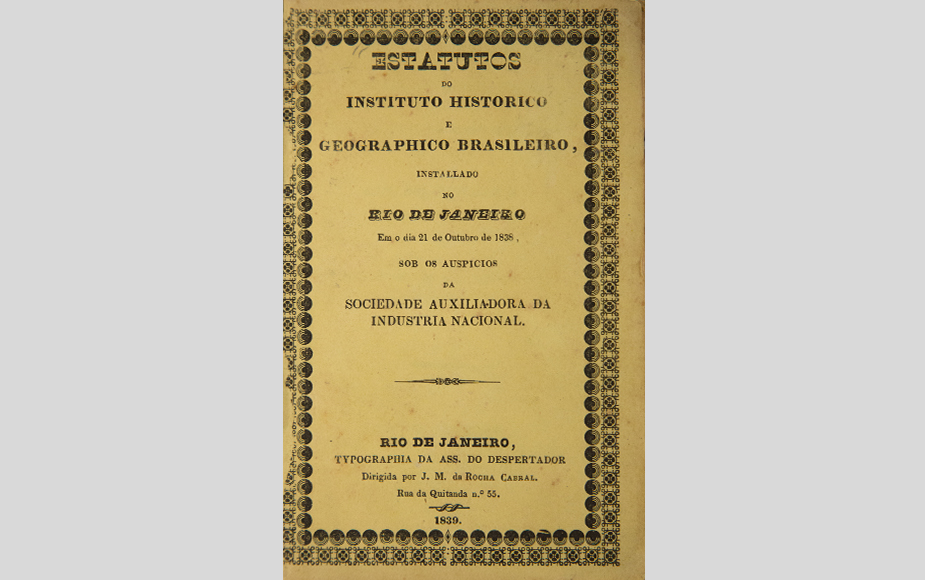 ESTATUTOS
DO
INSTITUTO HISTORICO
E
GEOGRAPHICO BRASILEIRO,
INSTALLADO
NO
RIO DE JANEIRO
Em o dia 21 de Outubro de 1838,
SOB OS AUSPICIOS
DA
SOCIEDADE AUXILIADORA DA
INDUSTRIA NACIONAL.
RIO DE JANEIRO,
TYPOGRAPHIA DA ASS. DO DESPERTADOR
Dirigida por J. M. da ROCHA CABRAL.
Rua da Quitanda n.º 55.
1839.